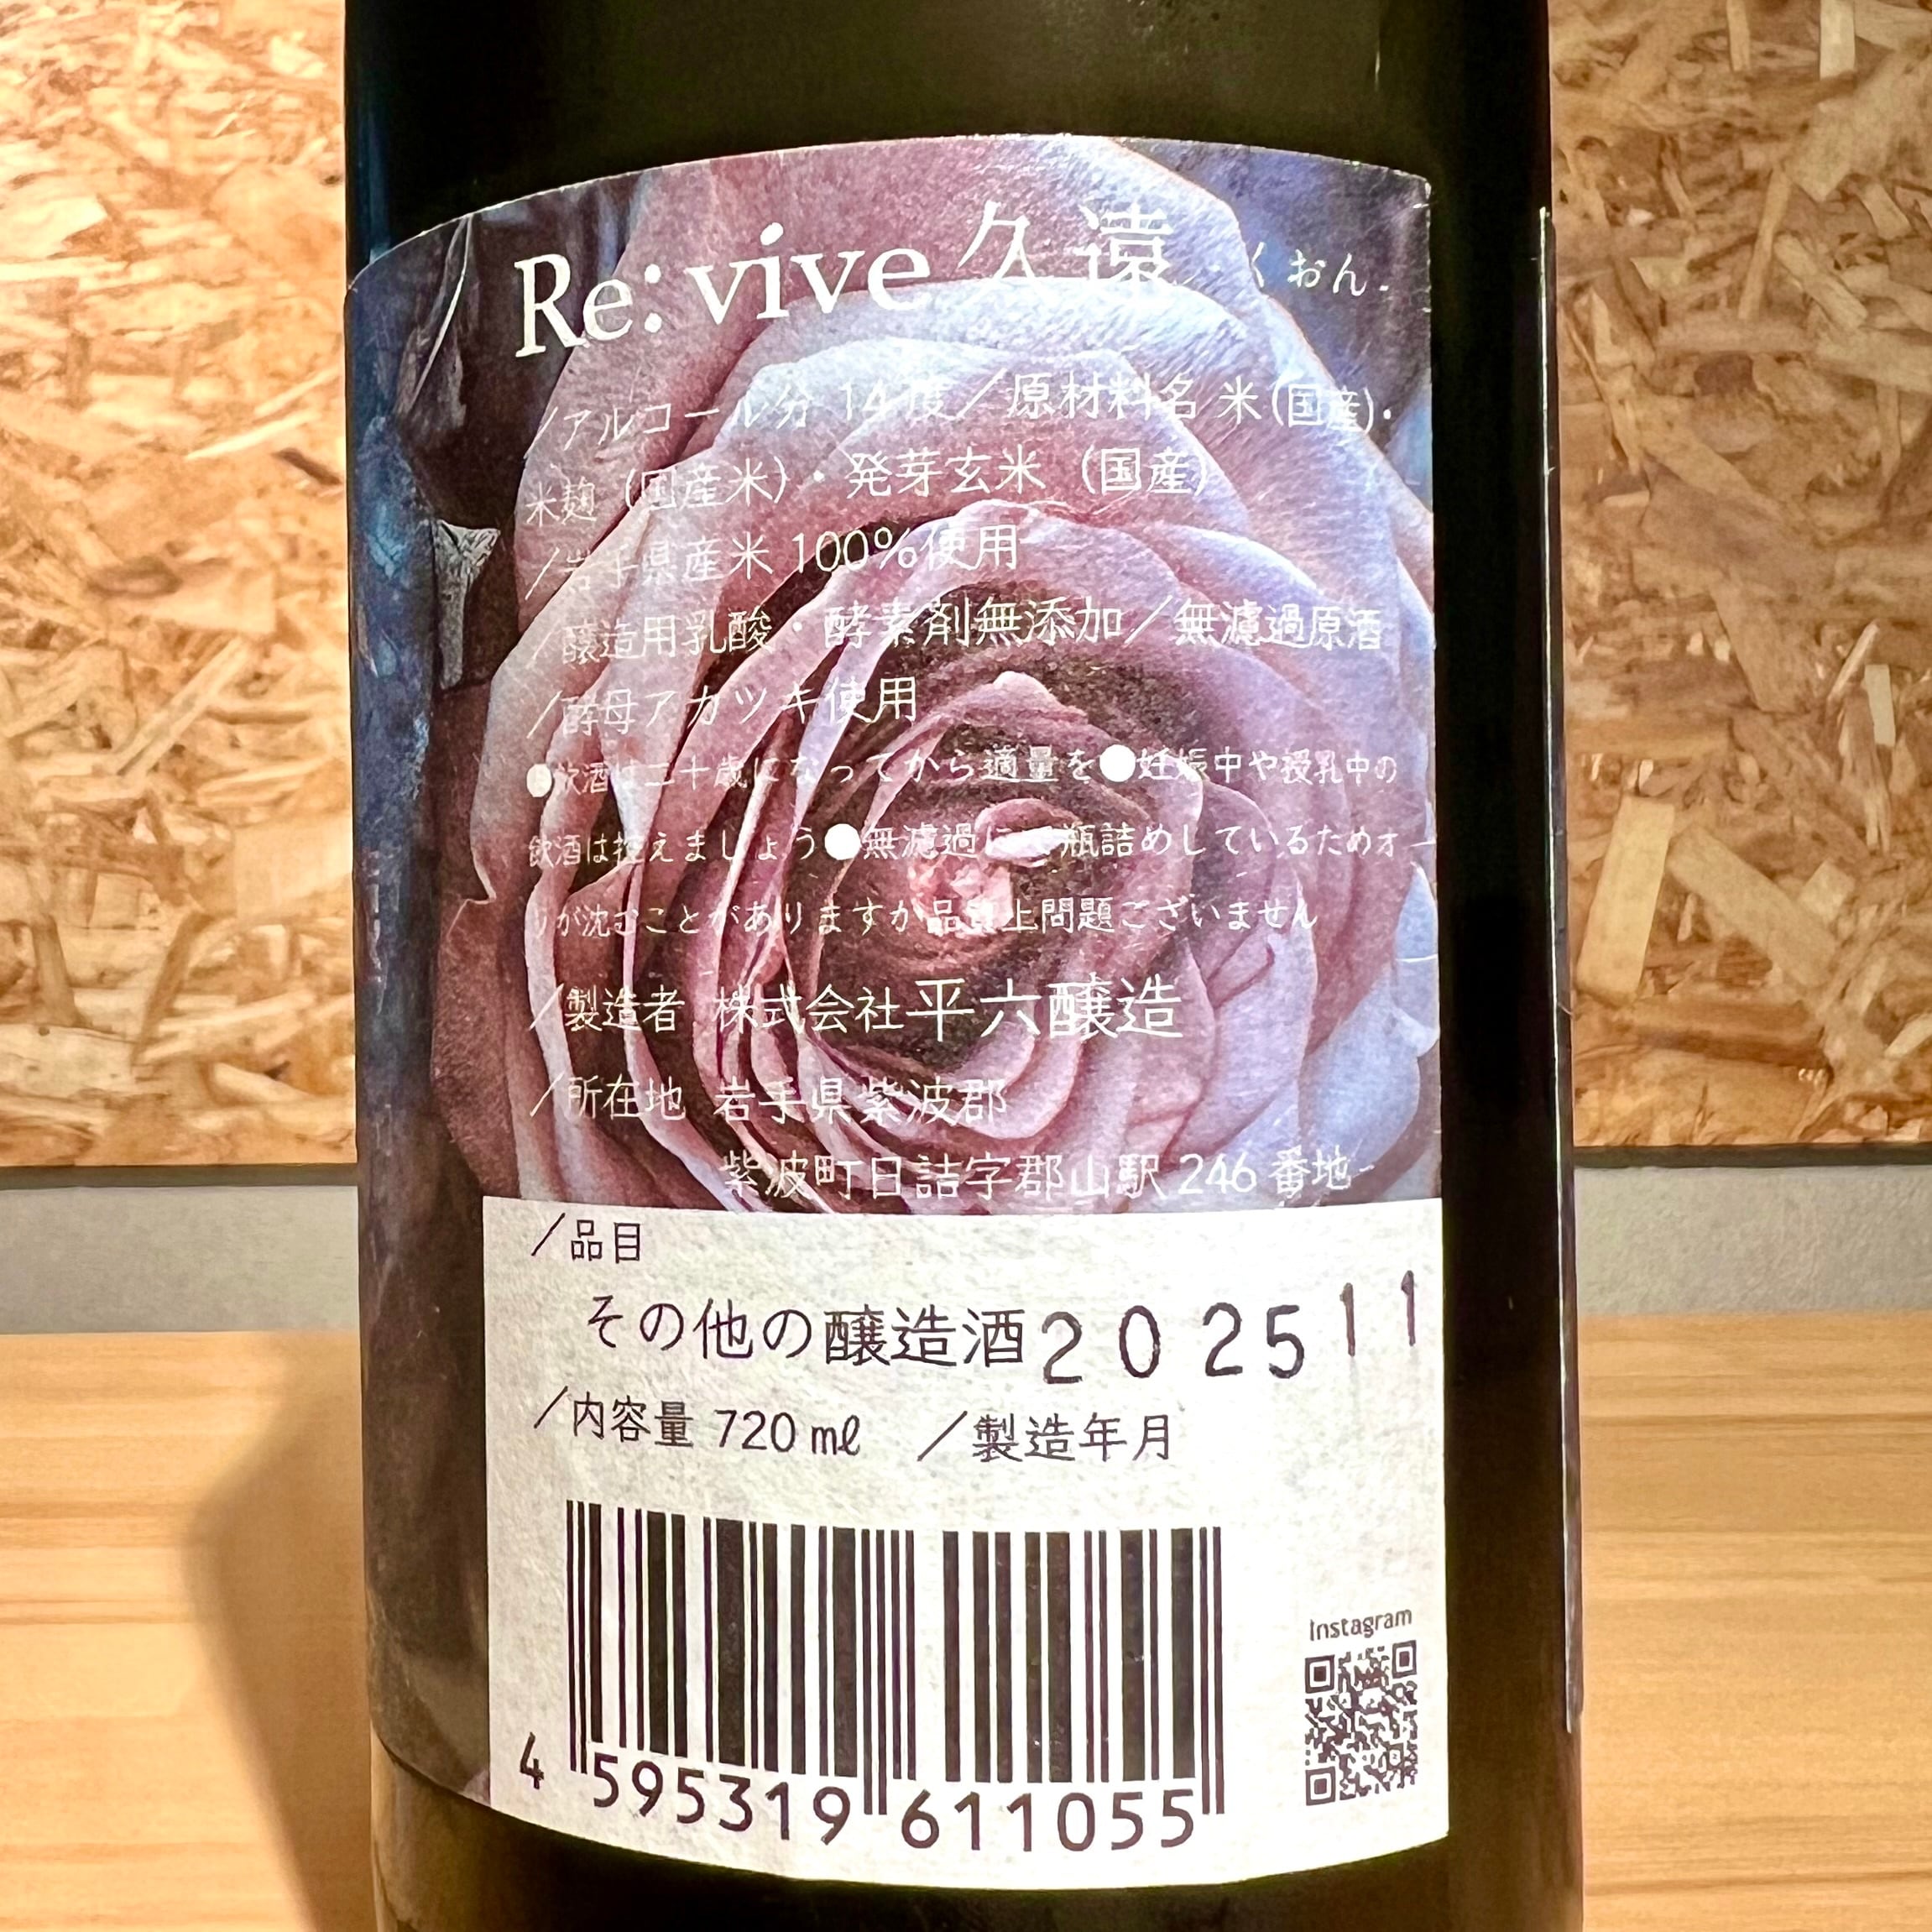 Re:vive 久遠 -くおん-
／アルコール分 14度／原材料名 米(国産)・
米麹（国産米）・発芽玄米（国産）
／岩手県産米 100%使用
／醸造用乳酸・酵素剤無添加／無濾過原酒
／酵母アカツキ使用
●飲酒は二十歳になってから適量を●妊娠中や授乳中の
飲酒は控えましょう●無濾過にて瓶詰めしているためオ
リが沈むことがありますが品質上問題ございません
／製造者 株式会社平六醸造
／所在地 岩手県紫波郡
紫波町日詰字郡山駅 246 番地
／品目
その他の醸造酒 2025 11
／内容量 720 ㎖ ／製造年月
Instagram
4 595319 611055